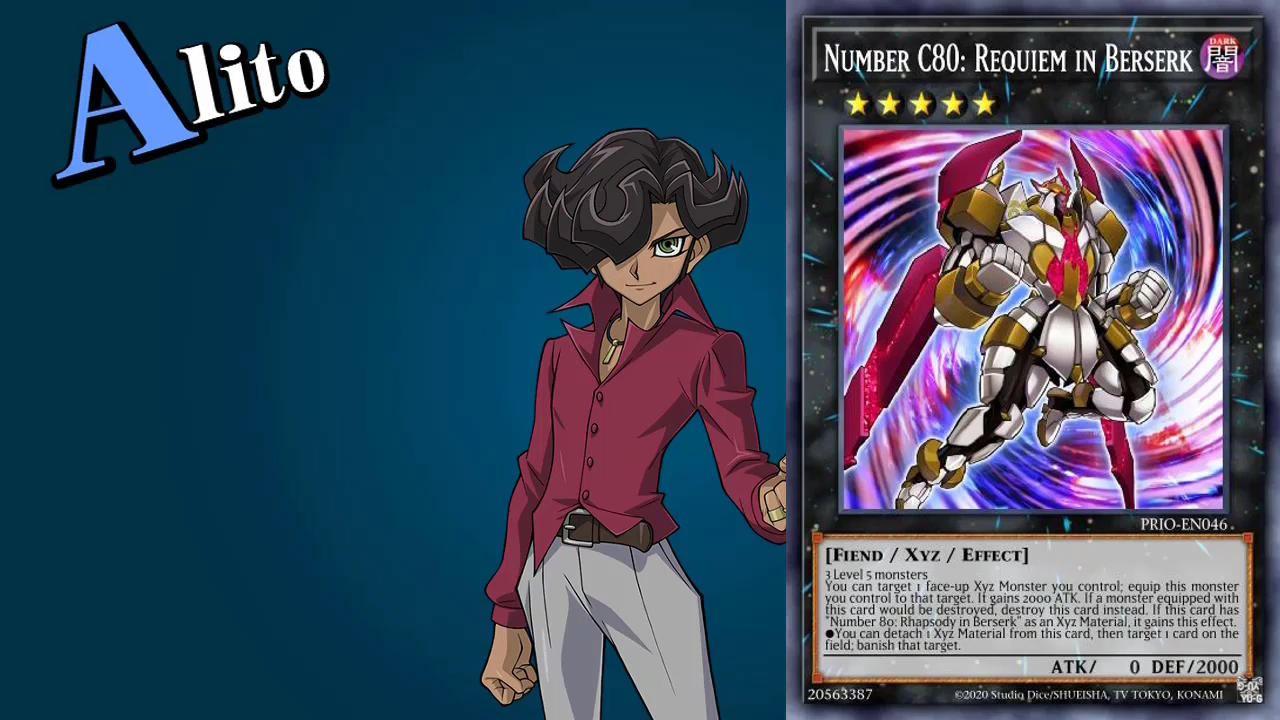 Alito
NUMBER C80: REQUIEM IN BERSERK
DARK
闇
PRIO-EN046
[FIEND / XYZ / EFFECT]
3 Level 5 monsters
You can target 1 face-up Xyz Monster you control; equip this monster
you control to that target. It gains 2000 ATK. If a monster equipped with
this card would be destroyed, destroy this card instead. If this card has
"Number 80: Rhapsody in Berserk" as an Xyz Material, it gains this effect.
●You can detach 1 Xyz Material from this card, then target 1 card on the
field; banish that target.
ATK/ 0 DEF/2000
20563387
©2020 Studio Dice/SHUEISHA, TV TOKYO, KONAMI